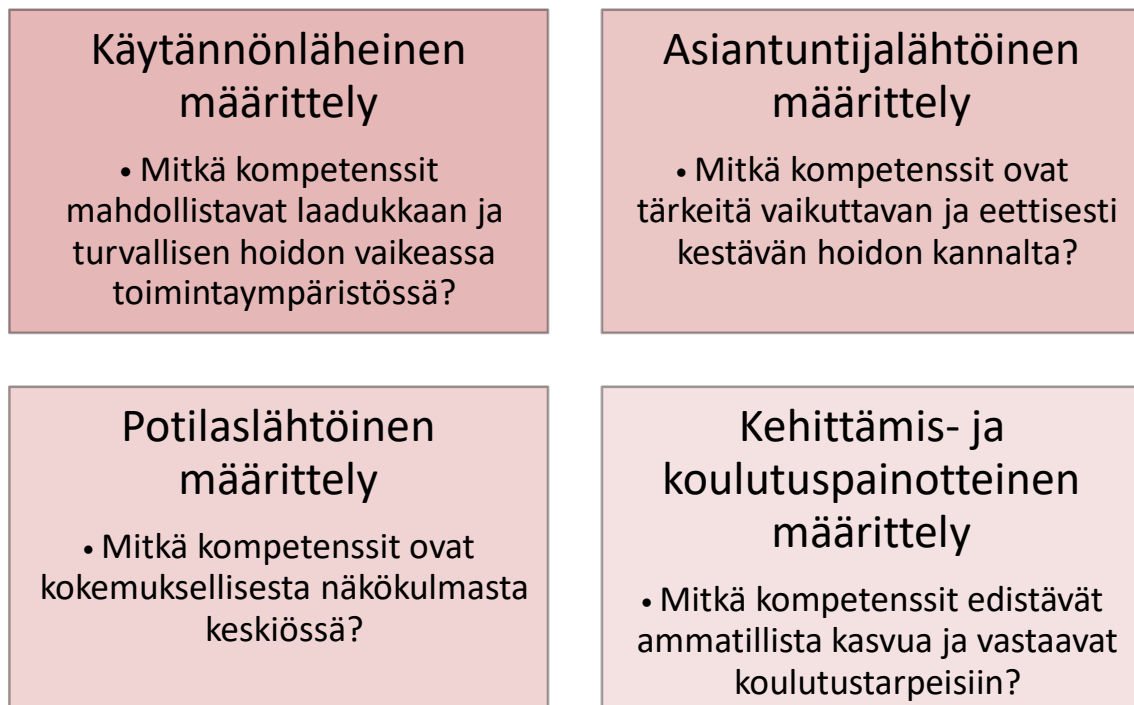 Käytännönläheinen
määrittely
• Mitkä kompetenssit
mahdollistavat laadukkaan ja
turvallisen hoidon vaikeassa
toimintaympäristössä?
Asiantuntijalähtöinen
määrittely
• Mitkä kompetenssit ovat
tärkeitä vaikuttavan ja eettisesti
kestävän hoidon kannalta?
Potilaslähtöinen
määrittely
• Mitkä kompetenssit ovat
kokemuksellisesta näkökulmasta
keskiössä?
Kehittämis- ja
koulutuspainotteinen
määrittely
• Mitkä kompetenssit edistävät
ammatillista kasvua ja vastaavat
koulutustarpeisiin?